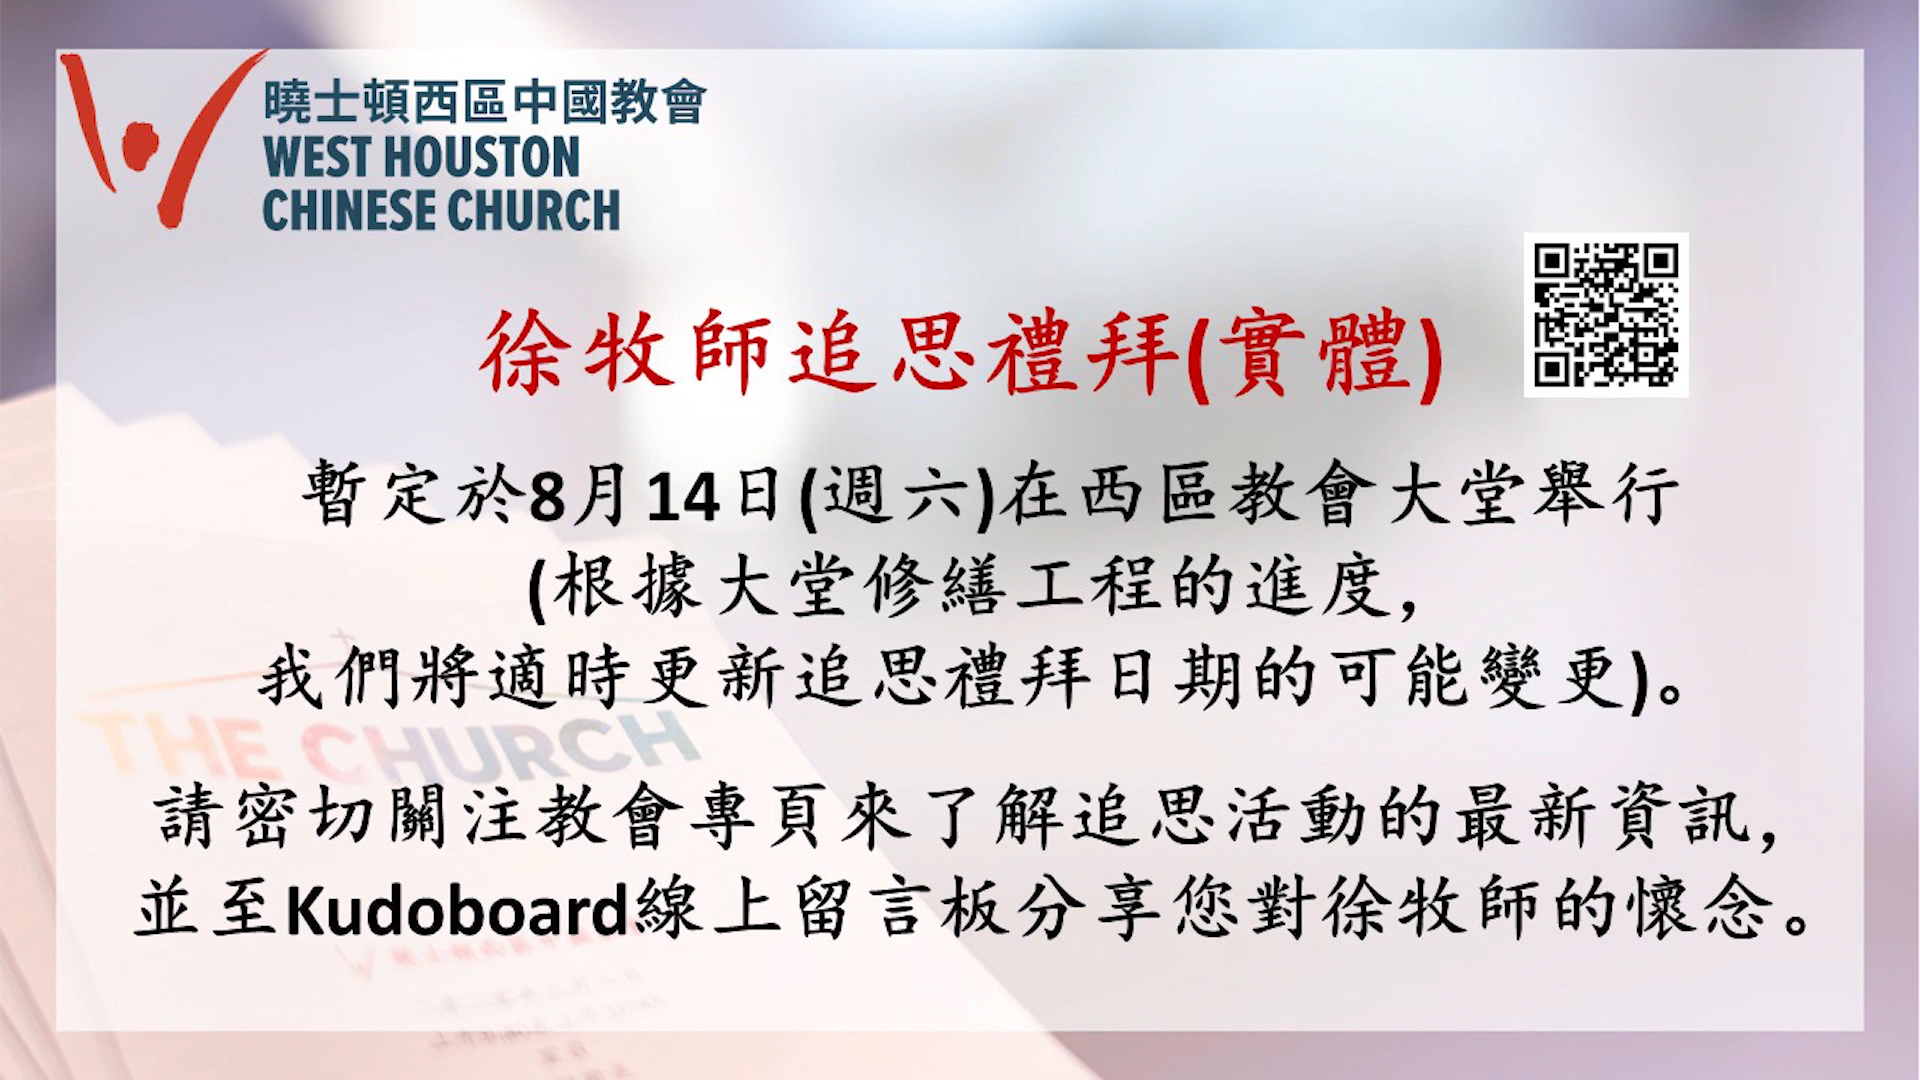 曉士頓西區中國教會
WEST HOUSTON
CHINESE CHURCH
徐牧師追思禮拜(實體)
暫定於8月14日(週六)在西區教會大堂舉行
(根據大堂修繕工程的進度,
我們將適時更新追思禮拜日期的可能變更)。
THE CHURCH
請密切關注教會專頁來了解追思活動的最新資訊,
並至Kudoboard線上留言板分享您對徐牧師的懷念。